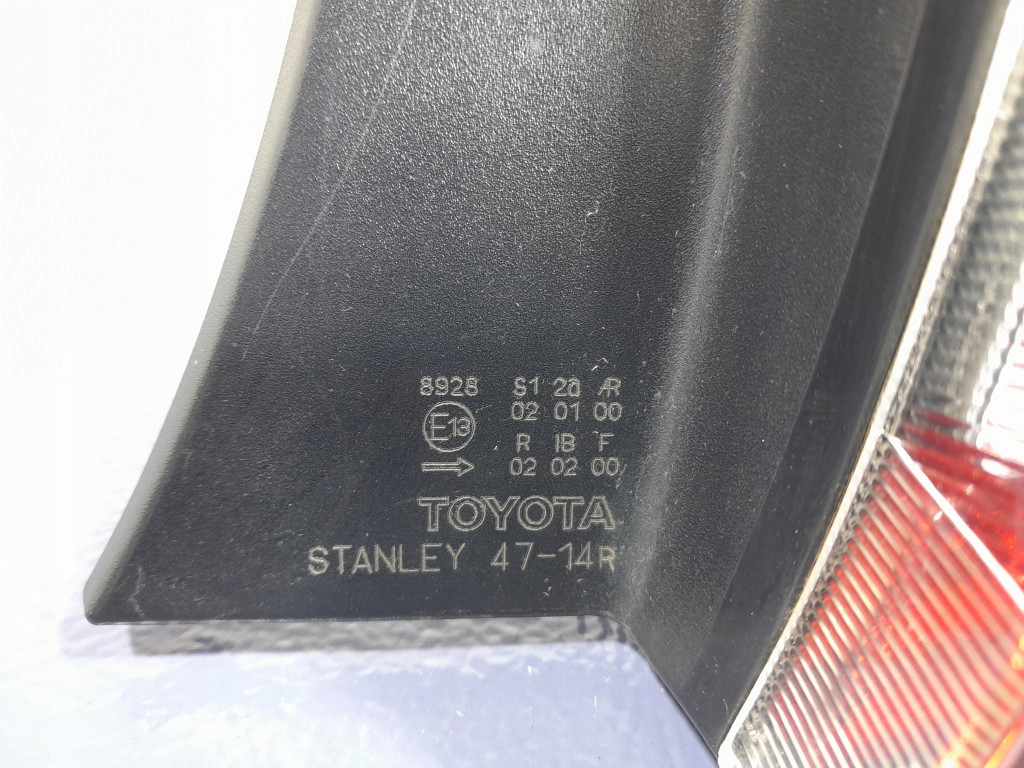 8928 S1 2a AR
02 01 00
E13
R IB F
→ 02 02 00
TOYOTA
STANLEY 47-14R